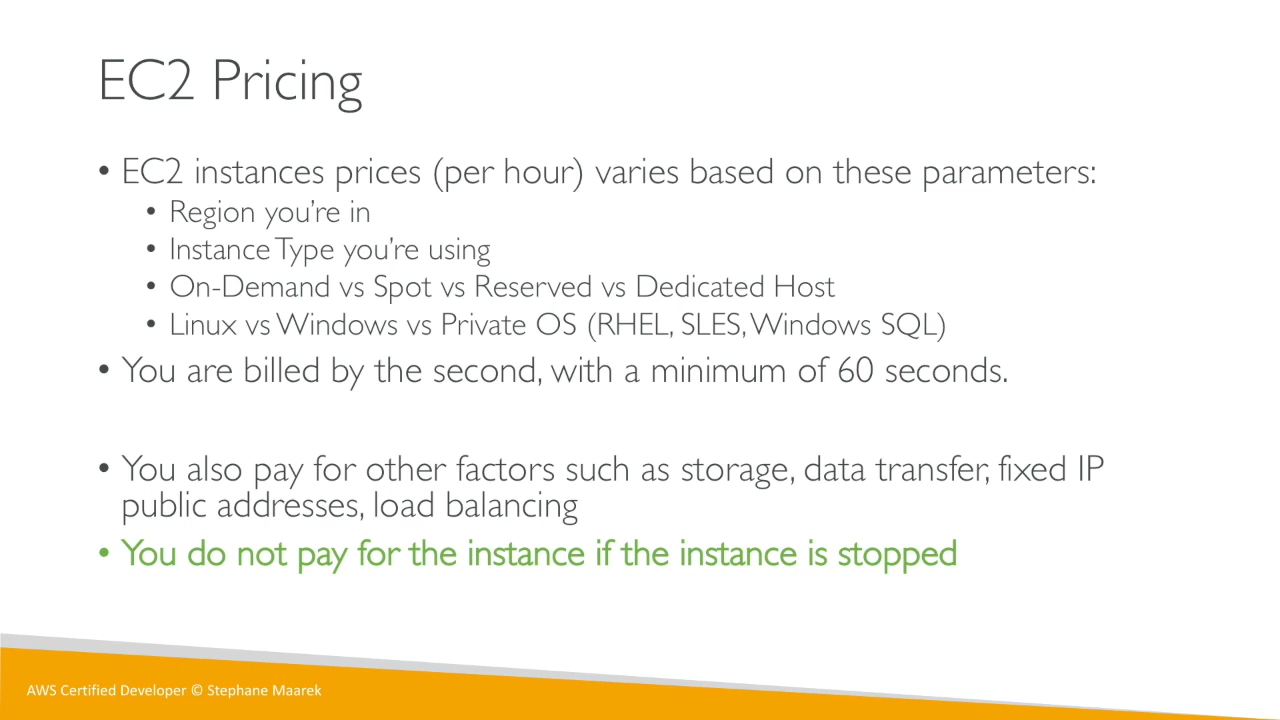 EC2 Pricing
• EC2 instances prices (per hour) varies based on these parameters:
• Region you’re in
• Instance Type you’re using
• On-Demand vs Spot vs Reserved vs Dedicated Host
• Linux vs Windows vs Private OS (RHEL, SLES, Windows SQL)
• You are billed by the second, with a minimum of 60 seconds.
• You also pay for other factors such as storage, data transfer, fixed IP
public addresses, load balancing
• You do not pay for the instance if the instance is stopped
AWS Certified Developer © Stephane Maarek